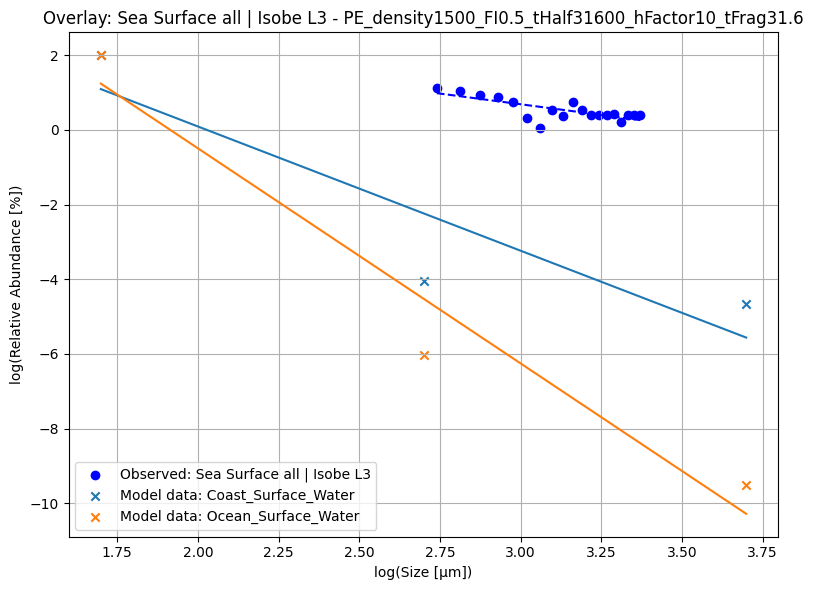 Overlay: Sea Surface all | Isobe L3 - PE_density1500_FI0.5_tHalf31600_hFactor10_tFrag31.6
log(Relative Abundance [%])
2
0
−2
−4
−6
−8
−10
Observed: Sea Surface all | Isobe L3
Model data: Coast_Surface_Water
Model data: Ocean_Surface_Water
1.75 2.00 2.25 2.50 2.75 3.00 3.25 3.50 3.75
log(Size [µm])